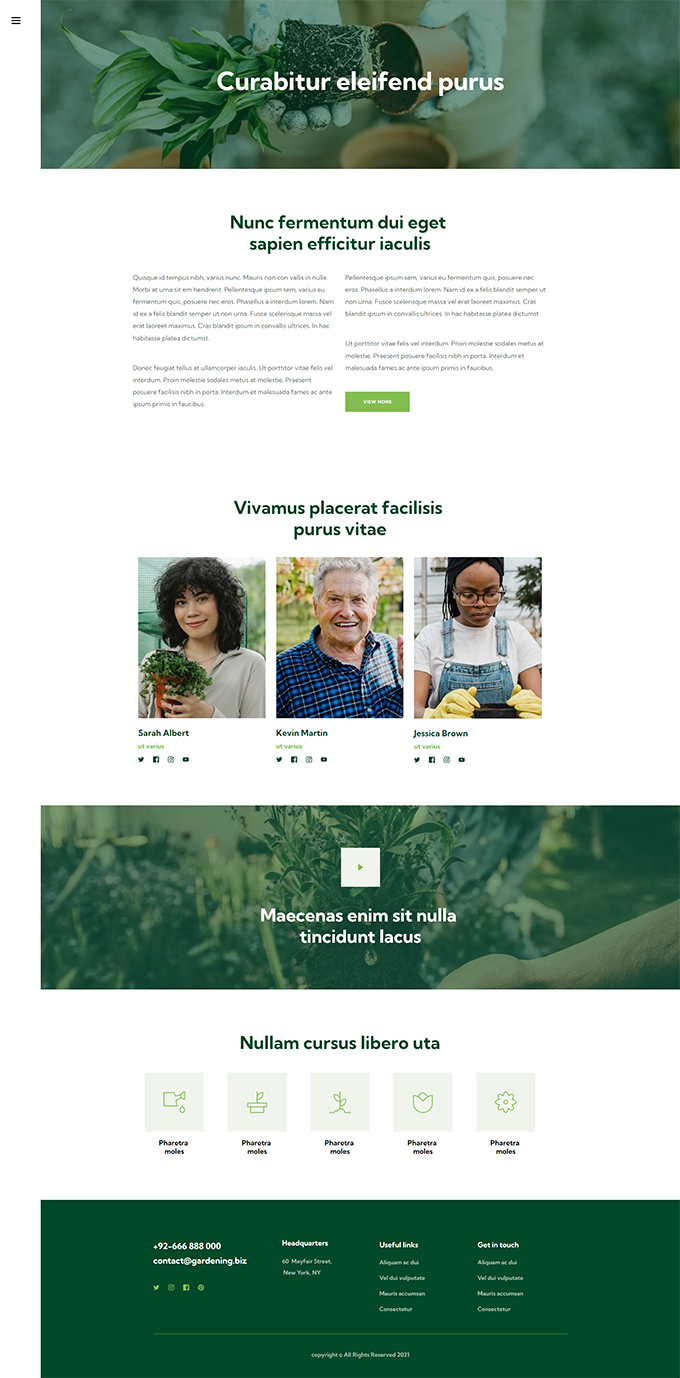 Curabitur eleifend purus
Nunc fermentum dui eget
sapien efficitur iaculis
Quisque id tempus nibh, varius nunc. Mauris non con vallis in nulla.
Morbi at urna sit em hendrerit. Pellentesque ipsum sem, varius eu
fermentum quis, posuere nec eros. Phasellus a interdum lorem. Nam
id ex a felis blandit semper ut non urna. Fusce scelerisque massa vel
erat laoreet maximus. Cras blandit ipsum in convallis ultrices. In hac
habitasse platea dictumst.
Donec feugiat tellus at ullamcorper iaculis. Ut porttitor vitae felis vel
interdum. Proin molestie sodales metus at molestie. Praesent
posuere facilisis nibh in porta. Interdum et malesuada fames ac ante
ipsum primis in faucibus.
Pellentesque ipsum sem, varius eu fermentum quis, posuere nec
eros. Phasellus a interdum lorem. Nam id ex a felis blandit semper ut
non urna. Fusce scelerisque massa vel erat laoreet maximus. Cras
blandit ipsum in convallis ultrices. In hac habitasse platea dictumst.
Ut porttitor vitae felis vel interdum. Proin molestie sodales metus at
molestie. Praesent posuere facilisis nibh in porta. Interdum et
malesuada fames ac ante ipsum primis in faucibus.
VIEW MORE
Vivamus placerat facilisis
purus vitae
Sarah Albert
ut varius
Kevin Martin
ut varius
Jessica Brown
ut varius
Maecenas enim sit nulla
tincidunt lacus
Nullam cursus libero uta
Pharetra
moles
Pharetra
moles
Pharetra
moles
Pharetra
moles
Pharetra
moles
+92-666 888 000
contact@gardening.biz
Headquarters
60 Mayfair Street,
New York, NY
Useful links
Aliquam ac dui
Vel dui vulputate
Mauris accumsan
Consectetur
Get in touch
Aliquam ac dui
Vel dui vulputate
Mauris accumsan
Consectetur
copyright © All Rights Reserved 2021